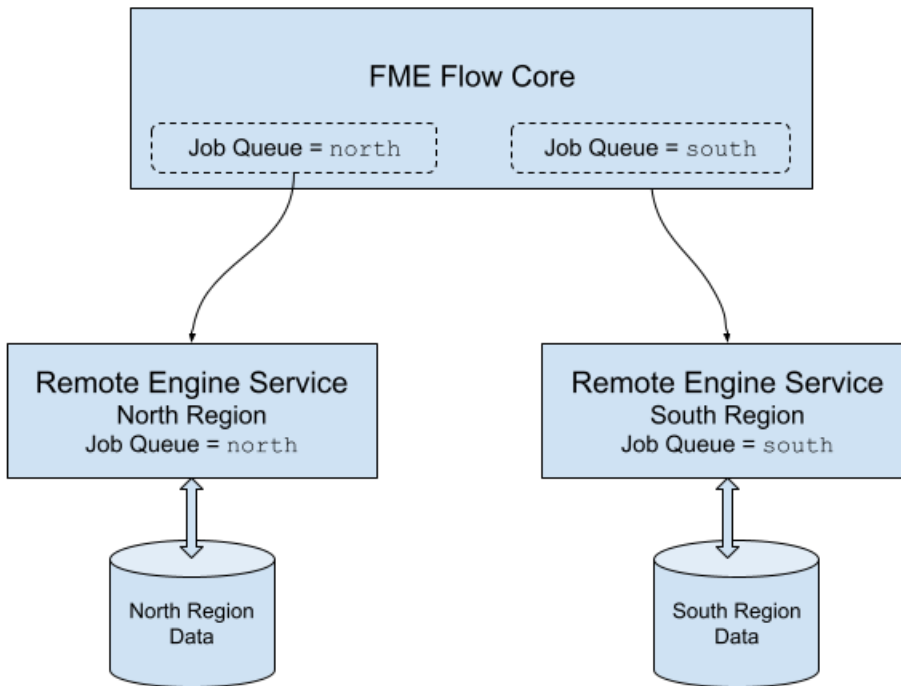 FME Flow Core
Job Queue = north
Job Queue = south
Remote Engine Service
North Region
Job Queue = north
Remote Engine Service
South Region
Job Queue = south
North Region
Data
South Region
Data